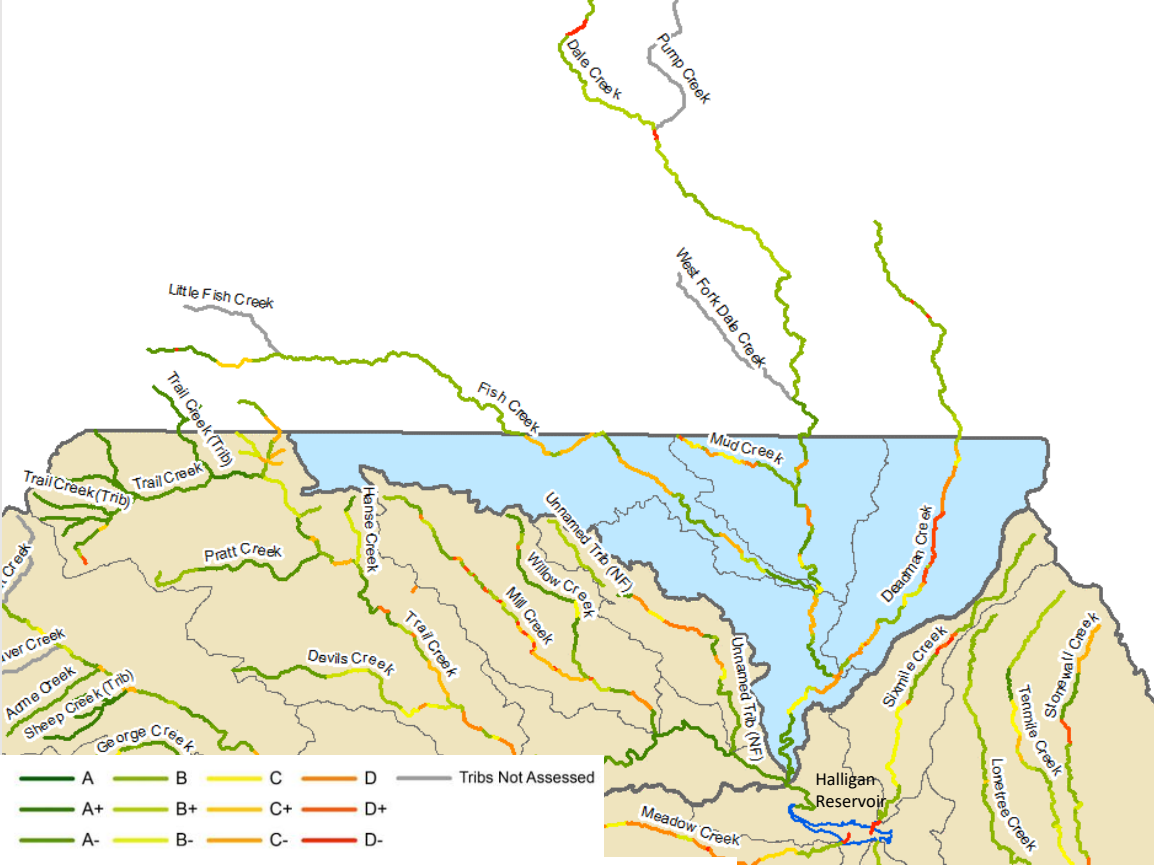 Dale Creek
Pump Creek
West Fork Dale Creek
Little Fish Creek
Fish Creek
Trail Creek (Trib)
Mud Creek
Trail Creek (Trib)
Trail Creek
Hanse Creek
Unnamed Trib (NF)
Pratt Creek
Deadman Creek
Willow Creek
Mill Creek
Trail Creek
Creek
Sixmile Creek
Stonewall Creek
ver Creek
Devils Creek
Unnamed Trib (NF)
Acme Creek
Sheep Creek (Trib)
Tenmile Creek
George Creek
Lonetree Creek
Halligan
Reservoir
Meadow Creek
A B C D Tribs Not Assessed
A+ B+ C+ D+
A- B- C- D-